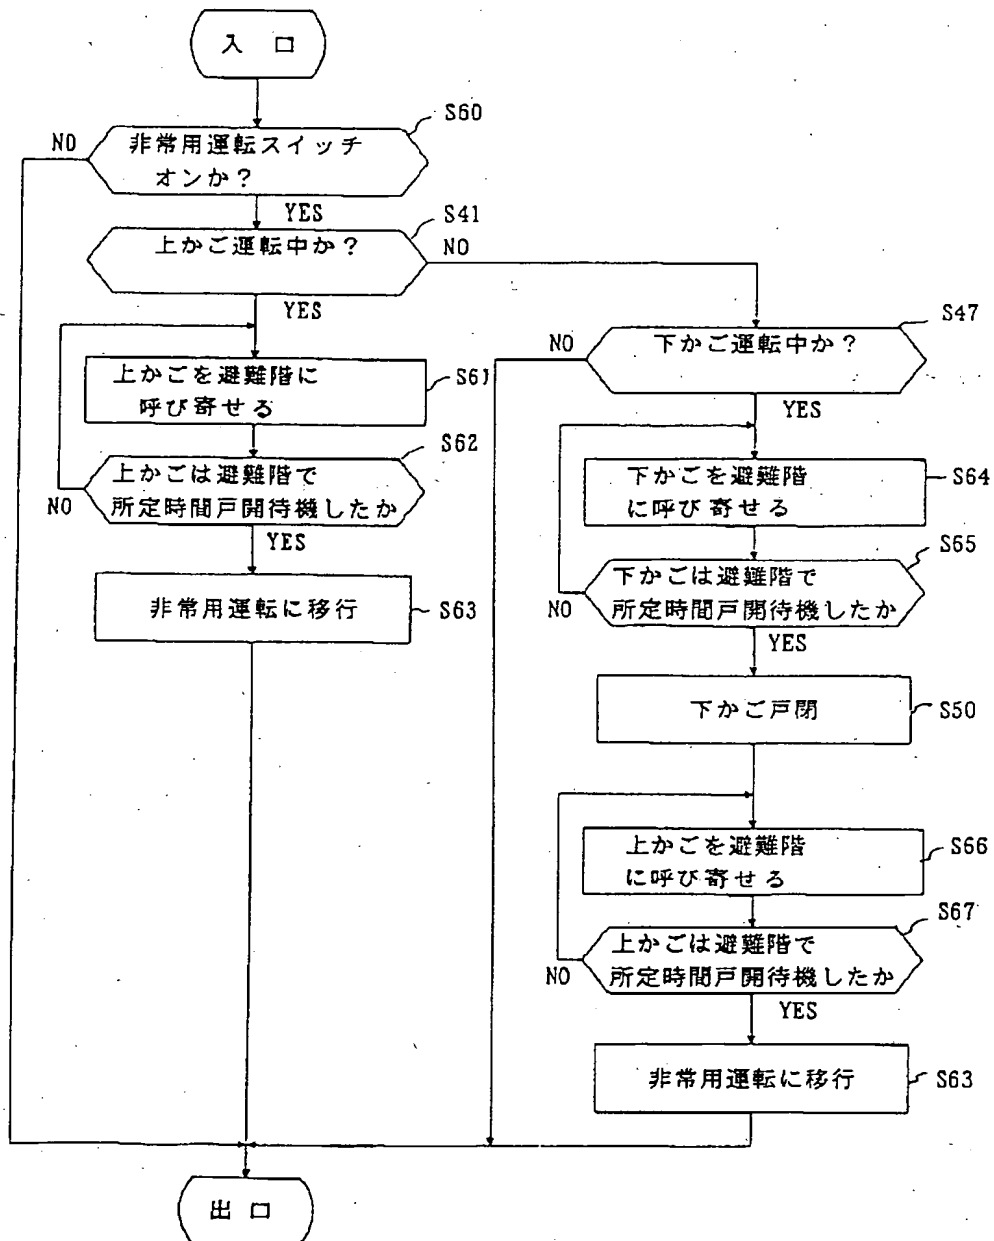 入 口
S60
NO
非常用運転スイッチ
オンか？
YES
S41
上かご運転中か？
NO
YES
S47
NO
下かご運転中か？
上かごを避難階に
呼び寄せる
S61
YES
S62
上かごは避難階で
所定時間戸開待機したか
NO
下かごを避難階
に呼び寄せる
S64
YES
S65
下かごは避難階で
所定時間戸開待機したか
NO
非常用運転に移行
S63
YES
下かご戸閉
S50
上かごを避難階
に呼び寄せる
S66
S67
上かごは避難階で
所定時間戸開待機したか
NO
YES
非常用運転に移行
S63
出 口